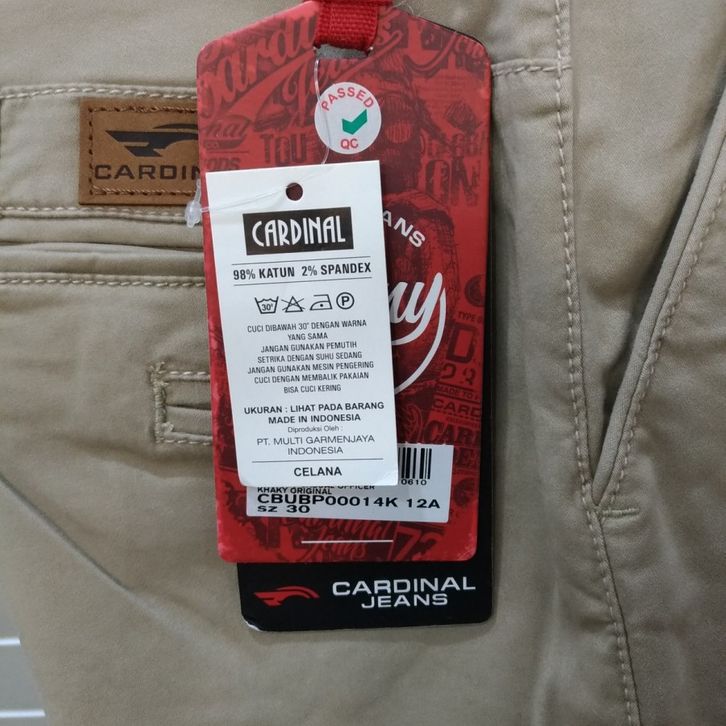 PASSED
QC
CARDIN
CARDINAL
98% KATUN 2% SPANDEX
30°
P
CUCI DIBAWAH 30° DENGAN WARNA
YANG SAMA
JANGAN GUNAKAN PEMUTIH
SETRIKA DENGAN SUHU SEDANG
JANGAN GUNAKAN MESIN PENGERING
CUCI DENGAN MEMBALIK PAKAIAN
BISA CUCI KERING
UKURAN : LIHAT PADA BARANG
MADE IN INDONESIA
Diproduksi Oleh :
PT. MULTI GARMENJAYA
INDONESIA
CELANA
0610
OFFICER
KHAKY ORIGINAL
CBUBP00014K 12A
sz 30
CARDINAL
JEANS